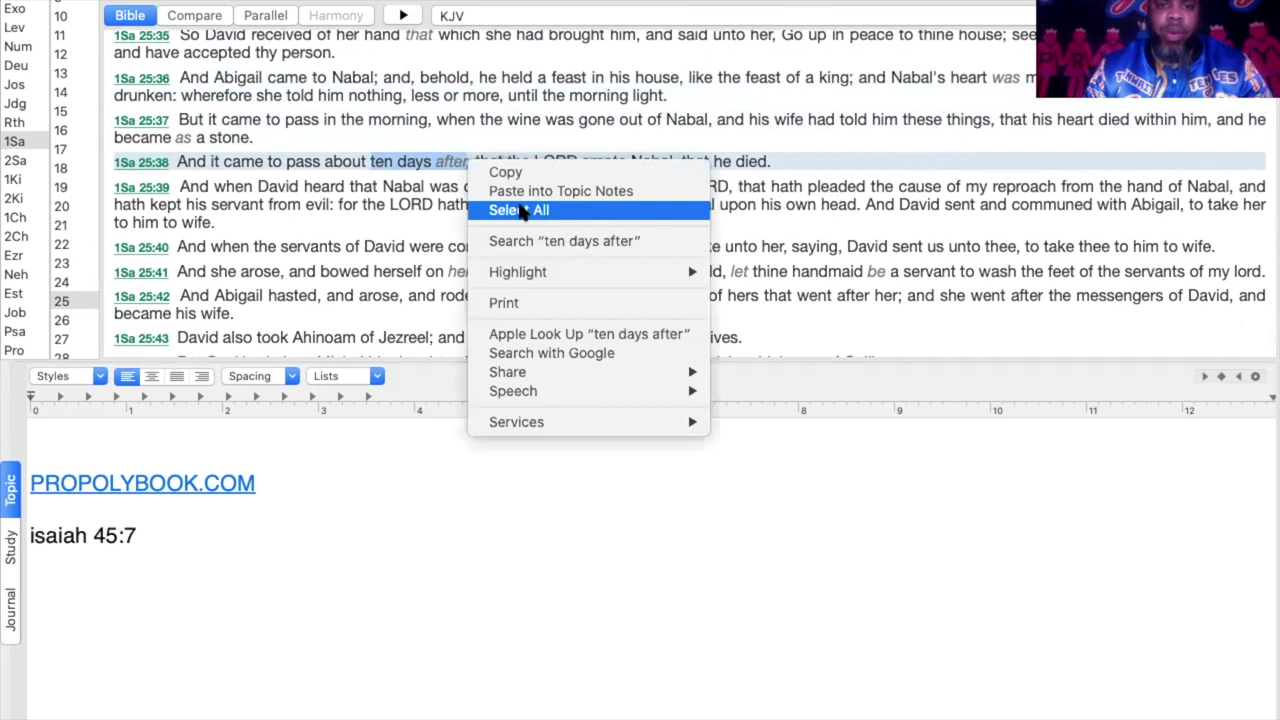 Exo
Lev
Num
Deu
Jos
Jdg
Rth
1Sa
2Sa
1Ki
2Ki
1Ch
2Ch
Ezr
Neh
Est
Job
Psa
Pro
10
11
12
13
14
15
16
17
18
19
20
21
22
23
24
25
26
27
28
Bible Compare Parallel Harmony KJV
1Sa 25:35 So David received of her hand that which she had brought him, and said unto her, Go up in peace to thine house; see
and have accepted thy person.
1Sa 25:36 And Abigail came to Nabal; and, behold, he held a feast in his house, like the feast of a king; and Nabal's heart was m
drunken: wherefore she told him nothing, less or more, until the morning light.
1Sa 25:37 But it came to pass in the morning, when the wine was gone out of Nabal, and his wife had told him these things, that his heart died within him, and he
became as a stone.
1Sa 25:38 And it came to pass about ten days after, that the LORD smote Nabal, that he died.
1Sa 25:39 And when David heard that Nabal was RD, that hath pleaded the cause of my reproach from the hand of Nabal, and
hath kept his servant from evil: for the LORD hath l upon his own head. And David sent and communed with Abigail, to take her
to him to wife.
1Sa 25:40 And when the servants of David were co ke unto her, saying, David sent us unto thee, to take thee to him to wife.
1Sa 25:41 And she arose, and bowed herself on he ld, let thine handmaid be a servant to wash the feet of the servants of my lord.
1Sa 25:42 And Abigail hasted, and arose, and rode of hers that went after her; and she went after the messengers of David, and
became his wife.
1Sa 25:43 David also took Ahinoam of Jezreel; and ives.
Copy
Paste into Topic Notes
Select All
Search “ten days after”
Highlight
Print
Apple Look Up “ten days after”
Search with Google
Share
Speech
Services
Styles Spacing Lists
0 1 2 3 4 8 9 10 11 12
Topic
Study
Journal
PROPOLYBOOK.COM
isaiah 45:7